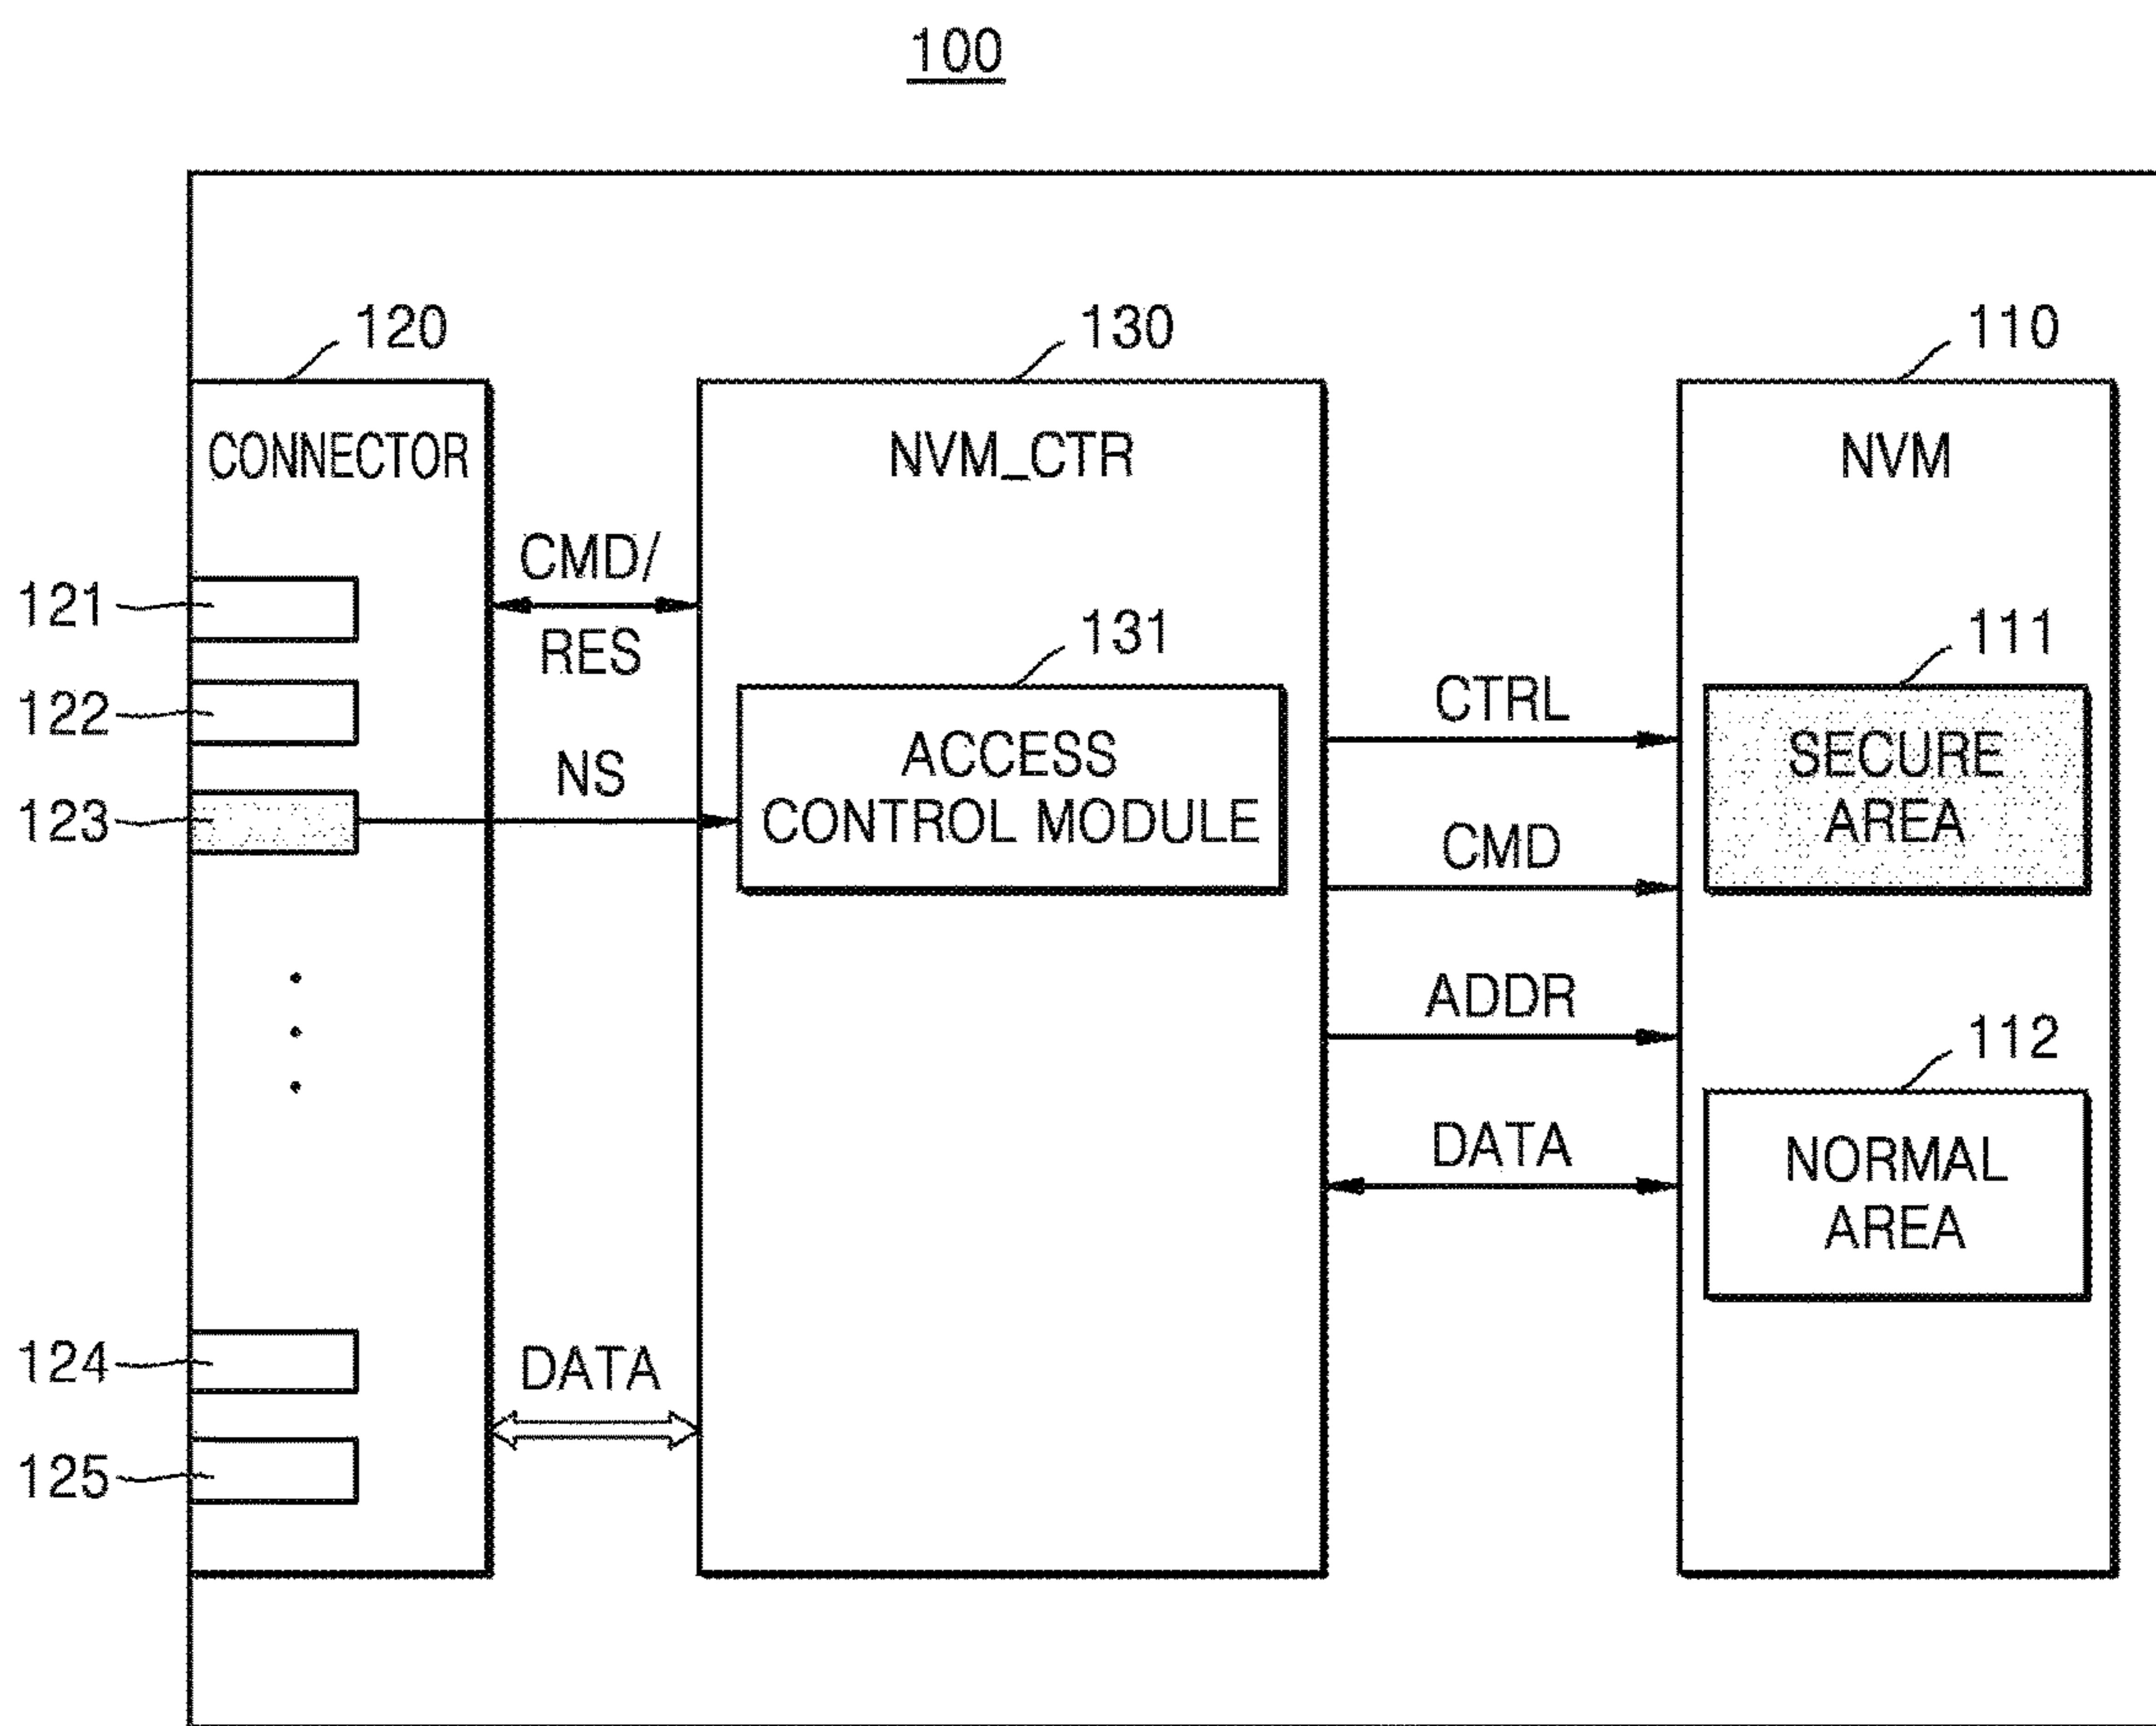 100
120
130
110
CONNECTOR
NVM_CTR
NVM
CMD/
RES
121
122
123
NS
131
ACCESS
CONTROL MODULE
CTRL
CMD
ADDR
DATA
111
SECURE
AREA
112
NORMAL
AREA
124
125
DATA